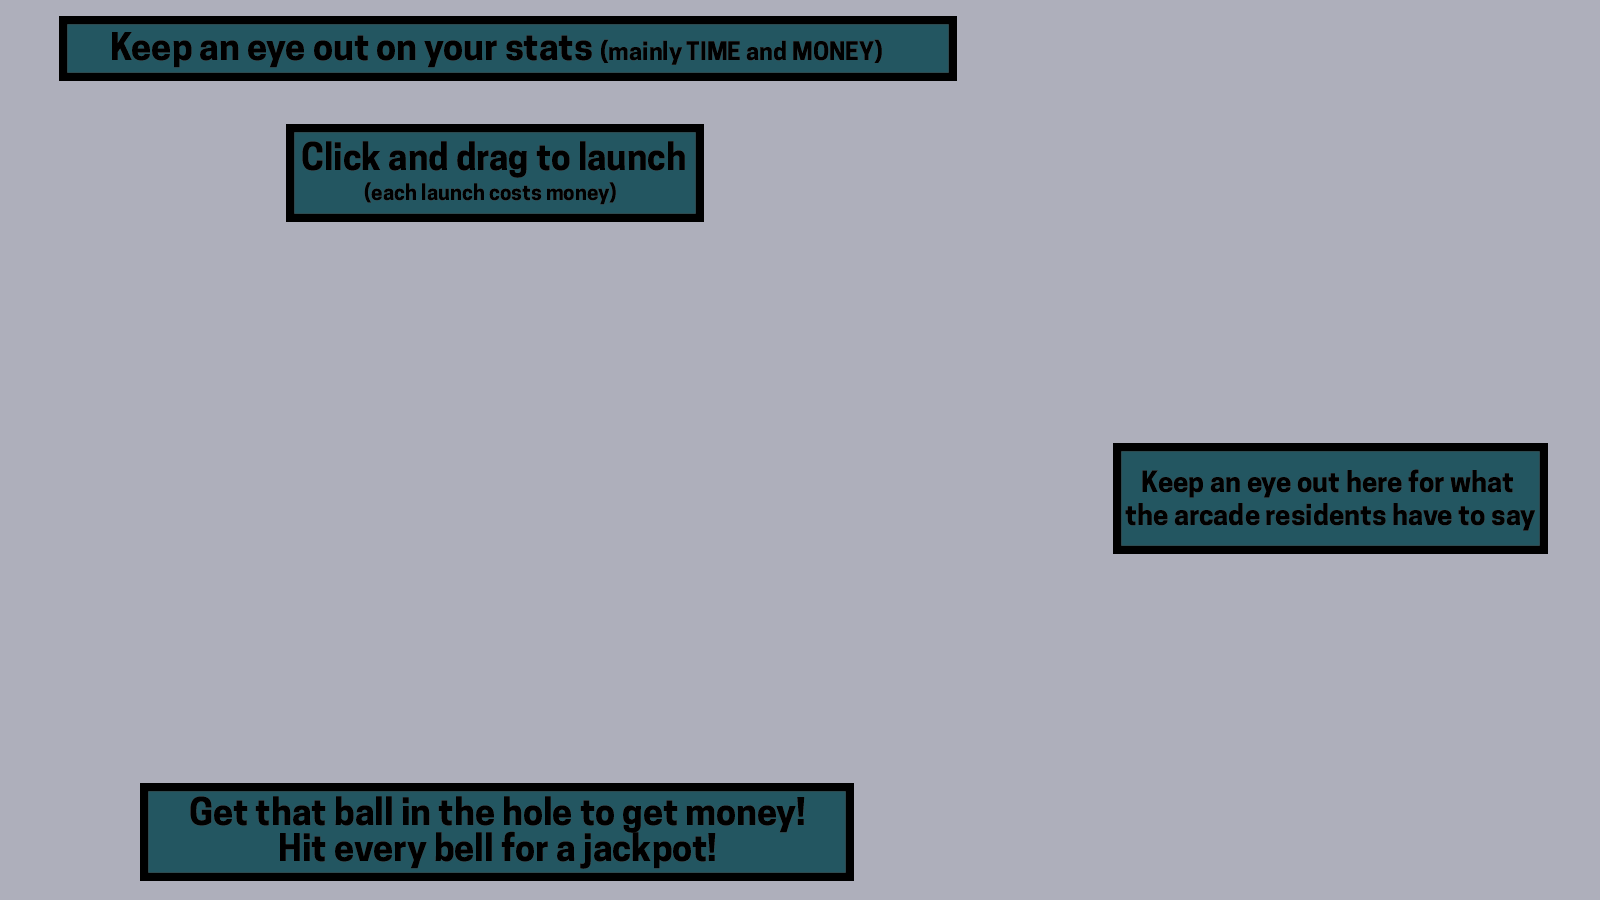 Keep an eye out on your stats (mainly TIME and MONEY)
Click and drag to launch
(each launch costs money)
Keep an eye out here for what
the arcade residents have to say
Get that ball in the hole to get money!
Hit every bell for a jackpot!